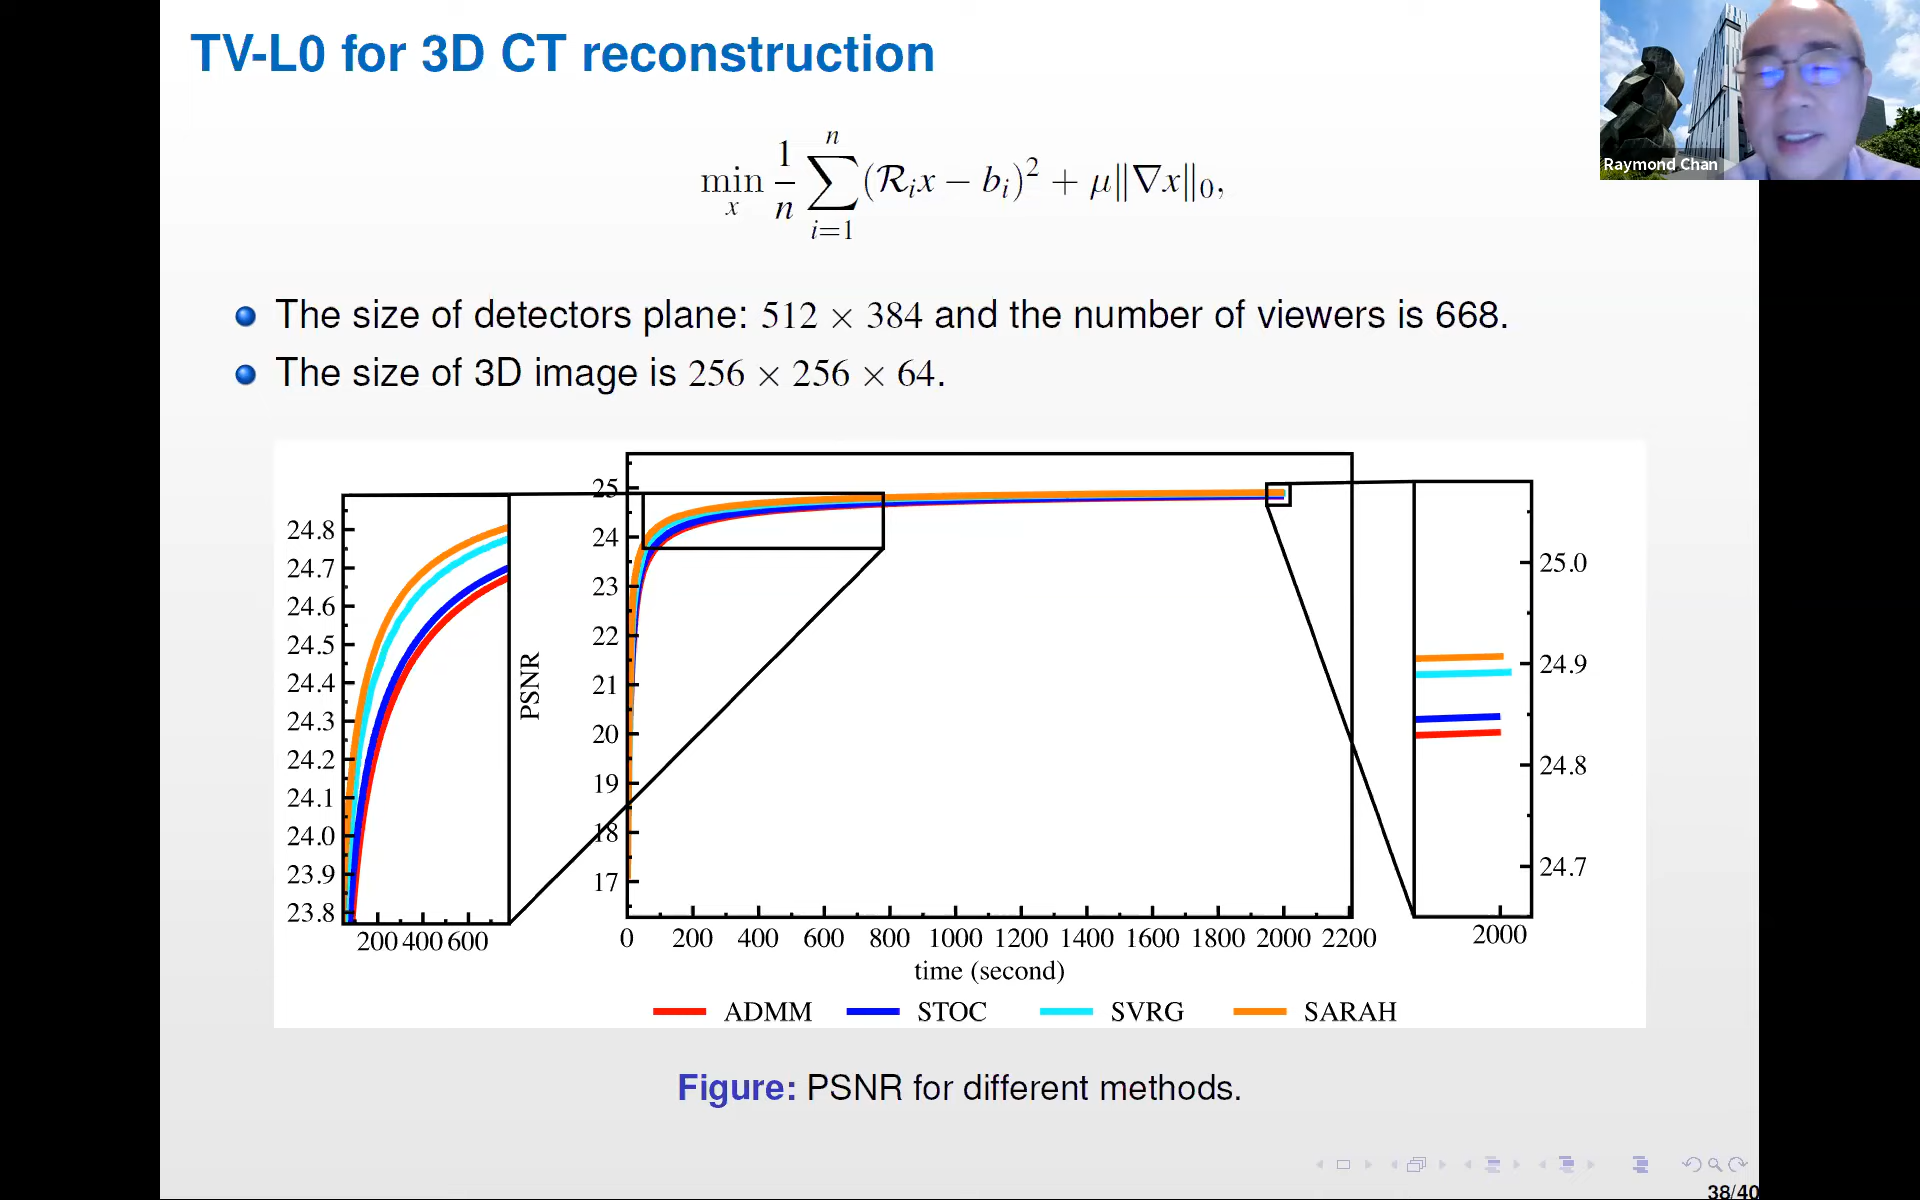 TV-L0 for 3D CT reconstruction
Raymond Chan
min_x 1/n ∑_{i=1}^{n} (ℛ_i x − b_i)² + μ‖∇x‖₀,
The size of detectors plane: 512 × 384 and the number of viewers is 668.
The size of 3D image is 256 × 256 × 64.
24.8
24.7
24.6
24.5
24.4
24.3
24.2
24.1
24.0
23.9
23.8
200 400 600
PSNR
25
24
23
22
21
20
19
18
17
0 200 400 600 800 1000 1200 1400 1600 1800 2000 2200
time (second)
25.0
24.9
24.8
24.7
2000
ADMM STOC SVRG SARAH
Figure: PSNR for different methods.
38/40